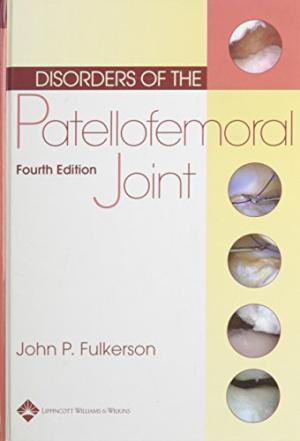 DISORDERS OF THE
Patellofemoral
Fourth Edition
Joint
John P. Fulkerson
LIPPINCOTT WILLIAMS & WILKINS